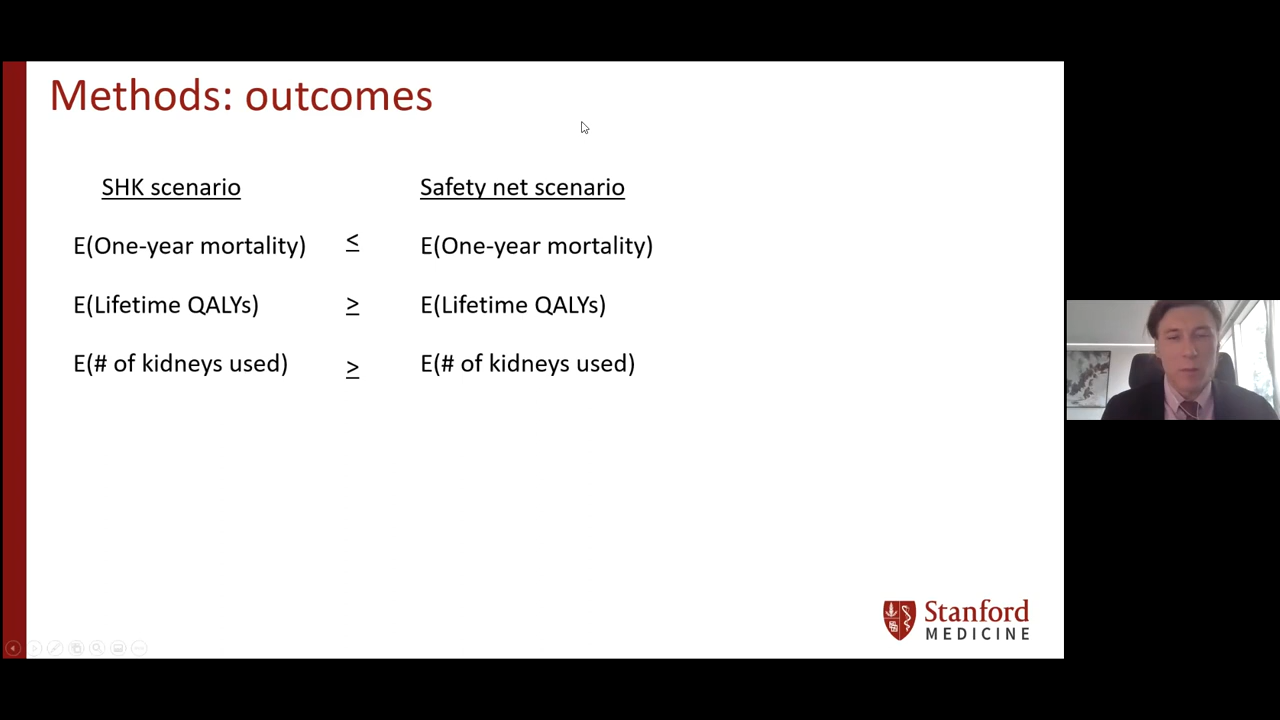 Methods: outcomes
SHK scenario Safety net scenario
E(One-year mortality) ≤ E(One-year mortality)
E(Lifetime QALYs) ≥ E(Lifetime QALYs)
E(# of kidneys used) ≥ E(# of kidneys used)
Stanford
MEDICINE